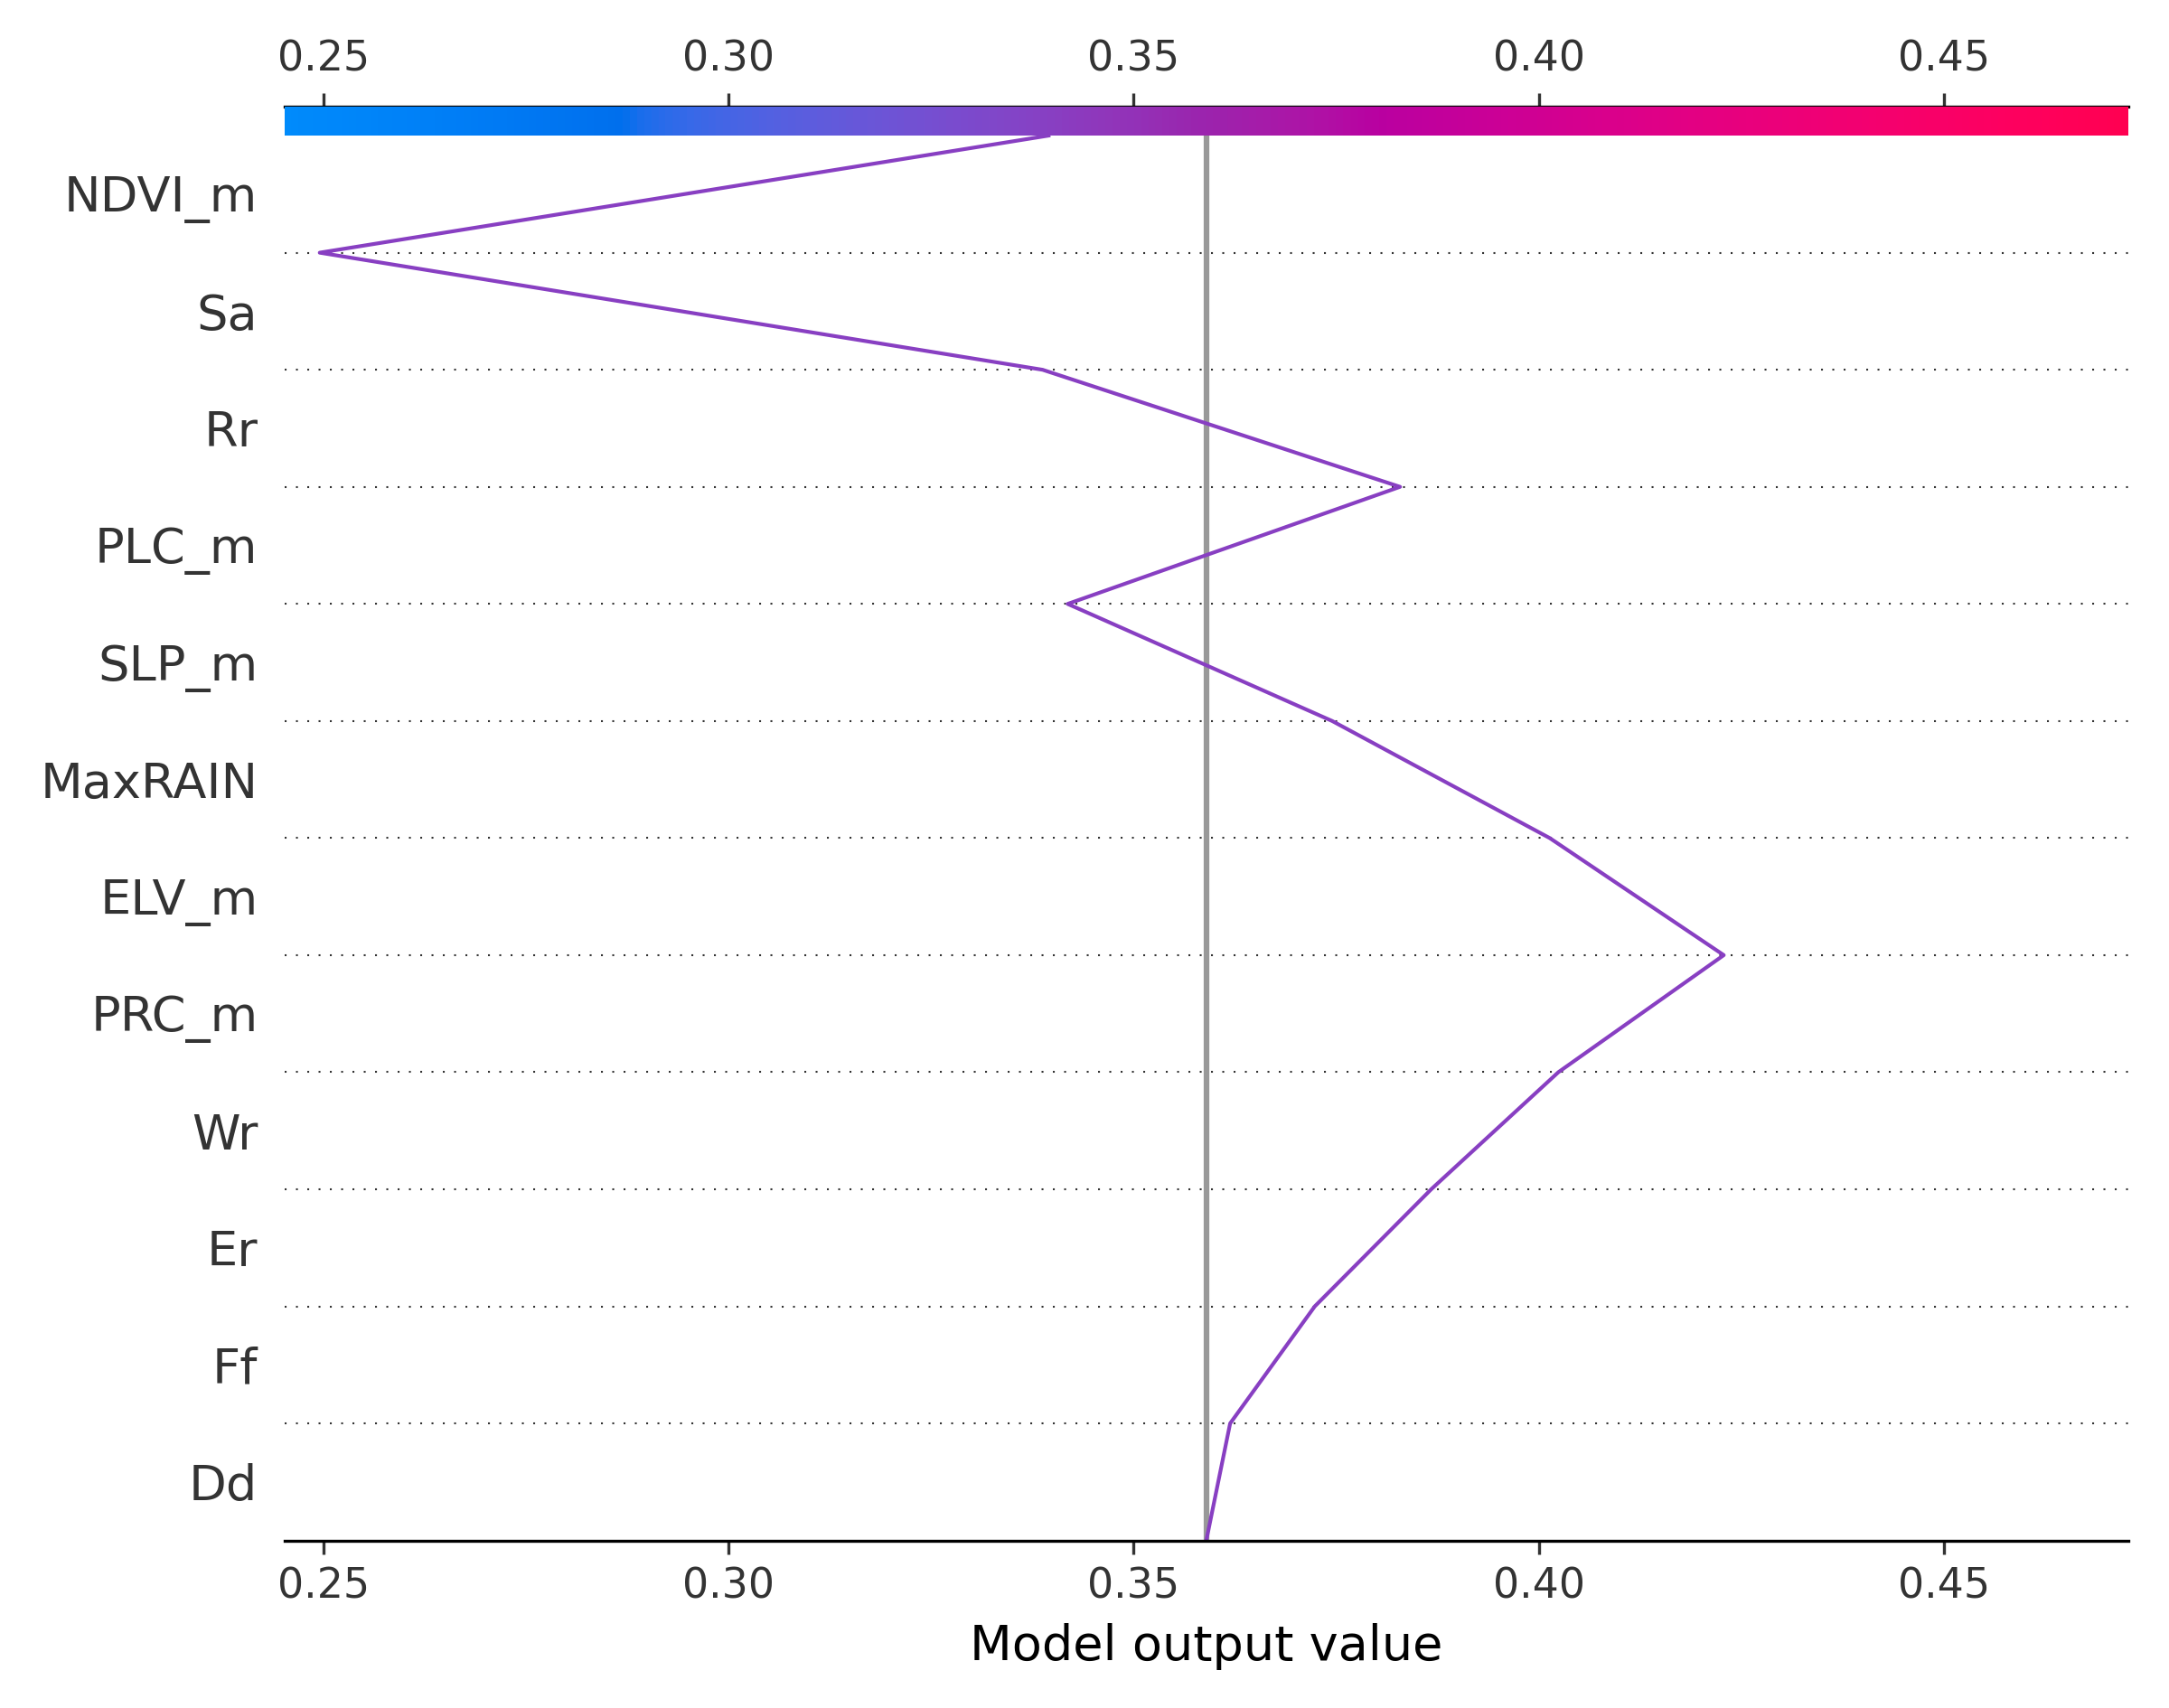 0.25 0.30 0.35 0.40 0.45
NDVI_m
Sa
Rr
PLC_m
SLP_m
MaxRAIN
ELV_m
PRC_m
Wr
Er
Ff
Dd
0.25 0.30 0.35 0.40 0.45
Model output value